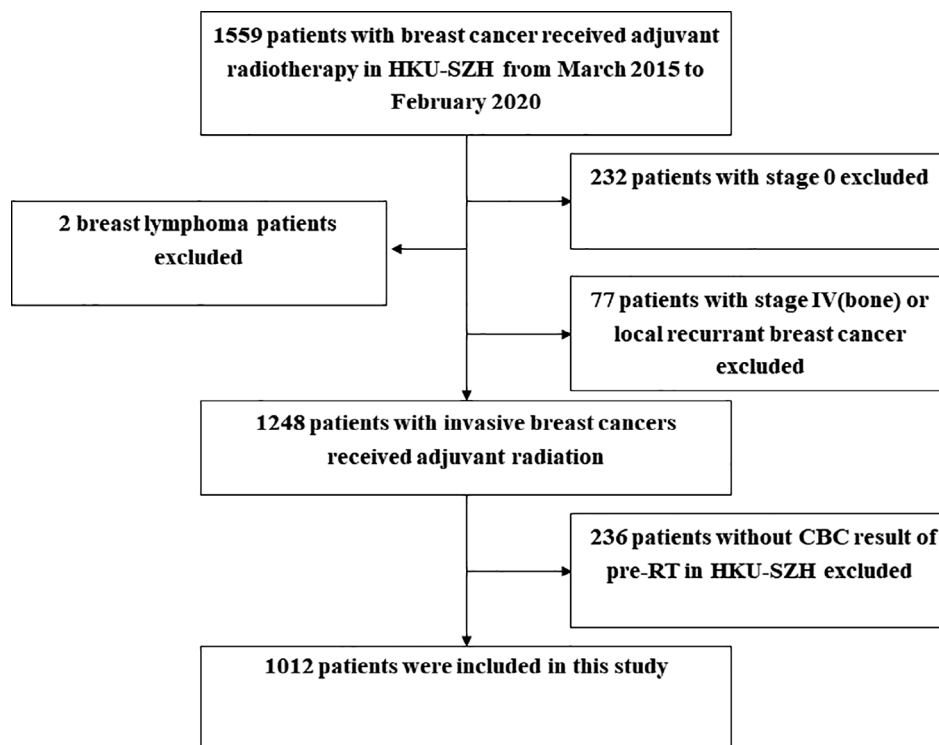 1559 patients with breast cancer received adjuvant
radiotherapy in HKU-SZH from March 2015 to
February 2020
232 patients with stage 0 excluded
2 breast lymphoma patients
excluded
77 patients with stage IV(bone) or
local recurrant breast cancer
excluded
1248 patients with invasive breast cancers
received adjuvant radiation
236 patients without CBC result of
pre-RT in HKU-SZH excluded
1012 patients were included in this study